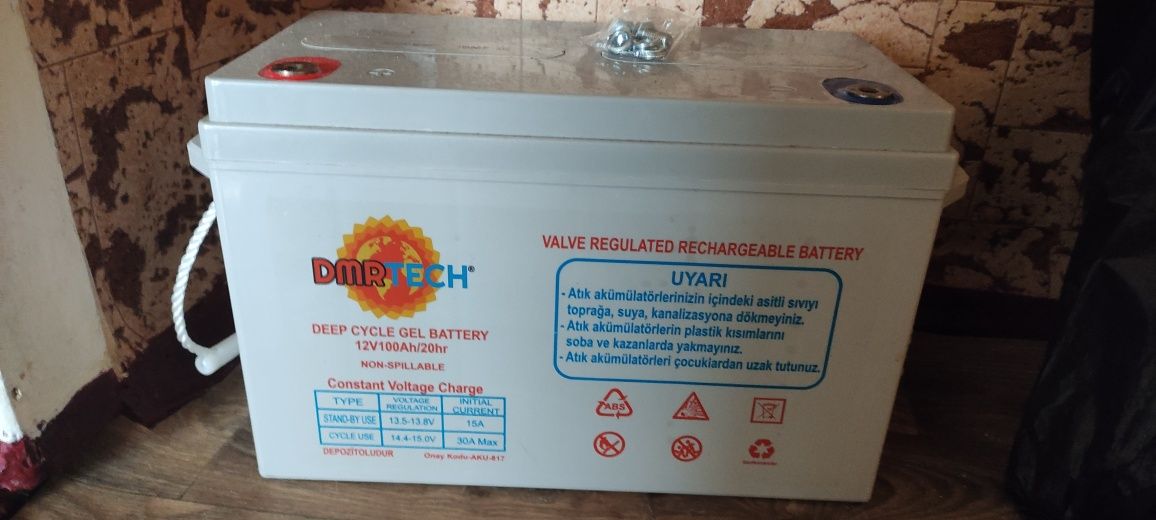 DMRTECH®
DEEP CYCLE GEL BATTERY
12V100Ah/20hr
NON-SPILLABLE
Constant Voltage Charge
TYPE VOLTAGE REGULATION INITIAL CURRENT
STAND-BY USE 13.5-13.8V 15A
CYCLE USE 14.4-15.0V 30A Max
DEPOZİTOLUDUR Onay Kodu-AKU-817
VALVE REGULATED RECHARGEABLE BATTERY
UYARI
- Atık akümülatörlerinizin içindeki asitli sıvıyı
toprağa, suya, kanalizasyona dökmeyiniz.
- Atık akümülatörlerin plastik kısımlarını
soba ve kazanlarda yakmayınız.
- Atık akümülatörleri çocuklardan uzak tutunuz.
ABS